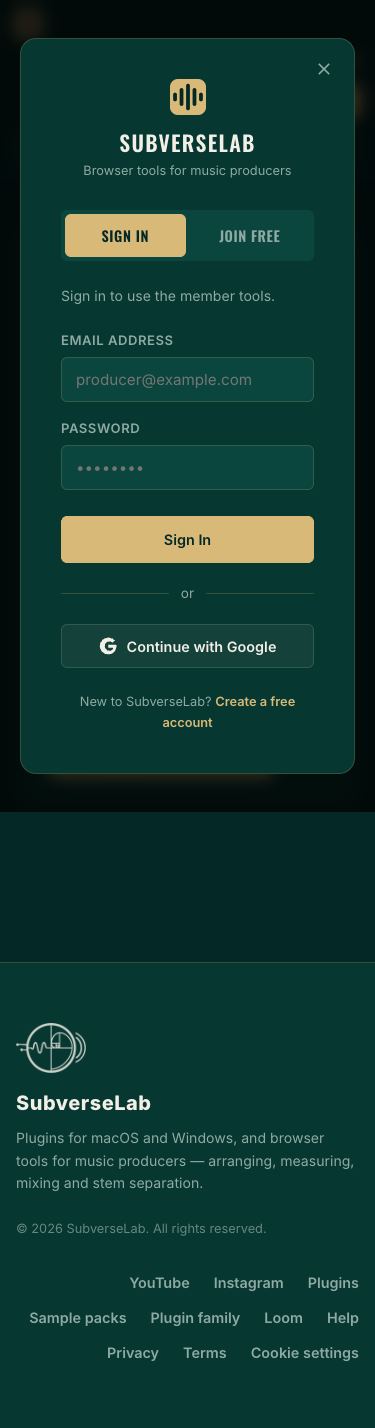 SUBVERSELAB
Browser tools for music producers
SIGN IN
JOIN FREE
Sign in to use the member tools.
EMAIL ADDRESS
producer@example.com
PASSWORD
••••••••
Sign In
or
Continue with Google
New to SubverseLab? Create a free
account
SubverseLab
Plugins for macOS and Windows, and browser
tools for music producers — arranging, measuring,
mixing and stem separation.
© 2026 SubverseLab. All rights reserved.
YouTube Instagram Plugins
Sample packs Plugin family Loom Help
Privacy Terms Cookie settings